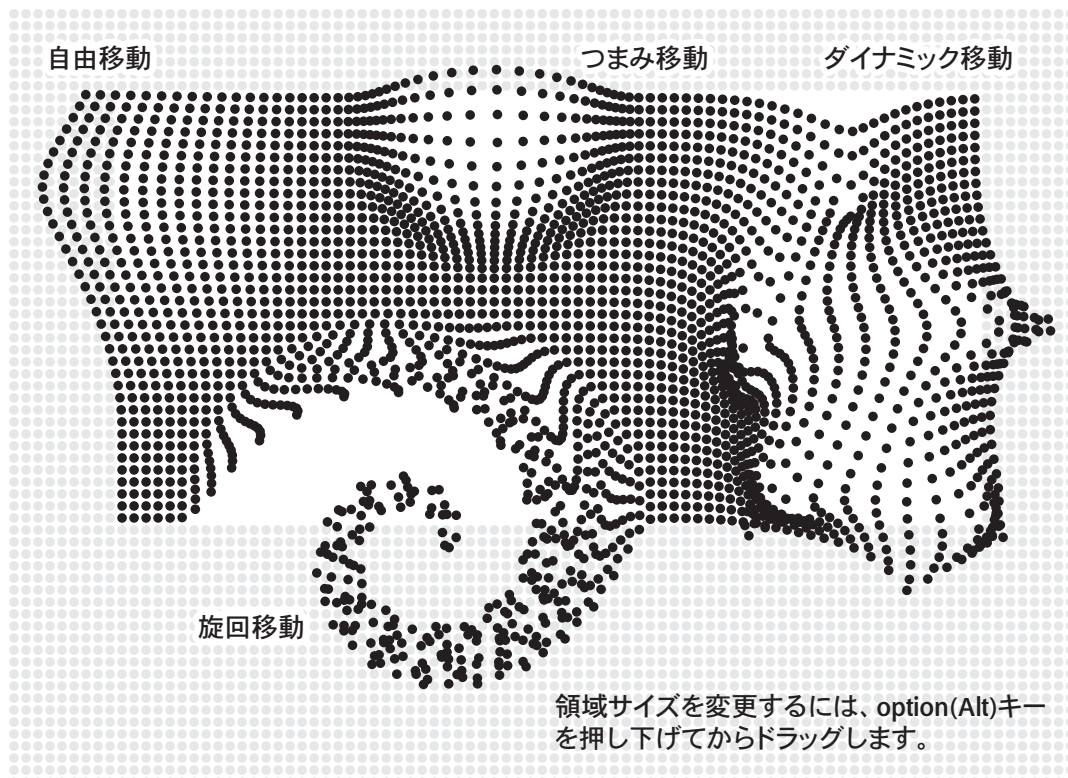 自由移動
つまみ移動
ダイナミック移動
旋回移動
領域サイズを変更するには、option(Alt)キー
を押し下げてからドラッグします。